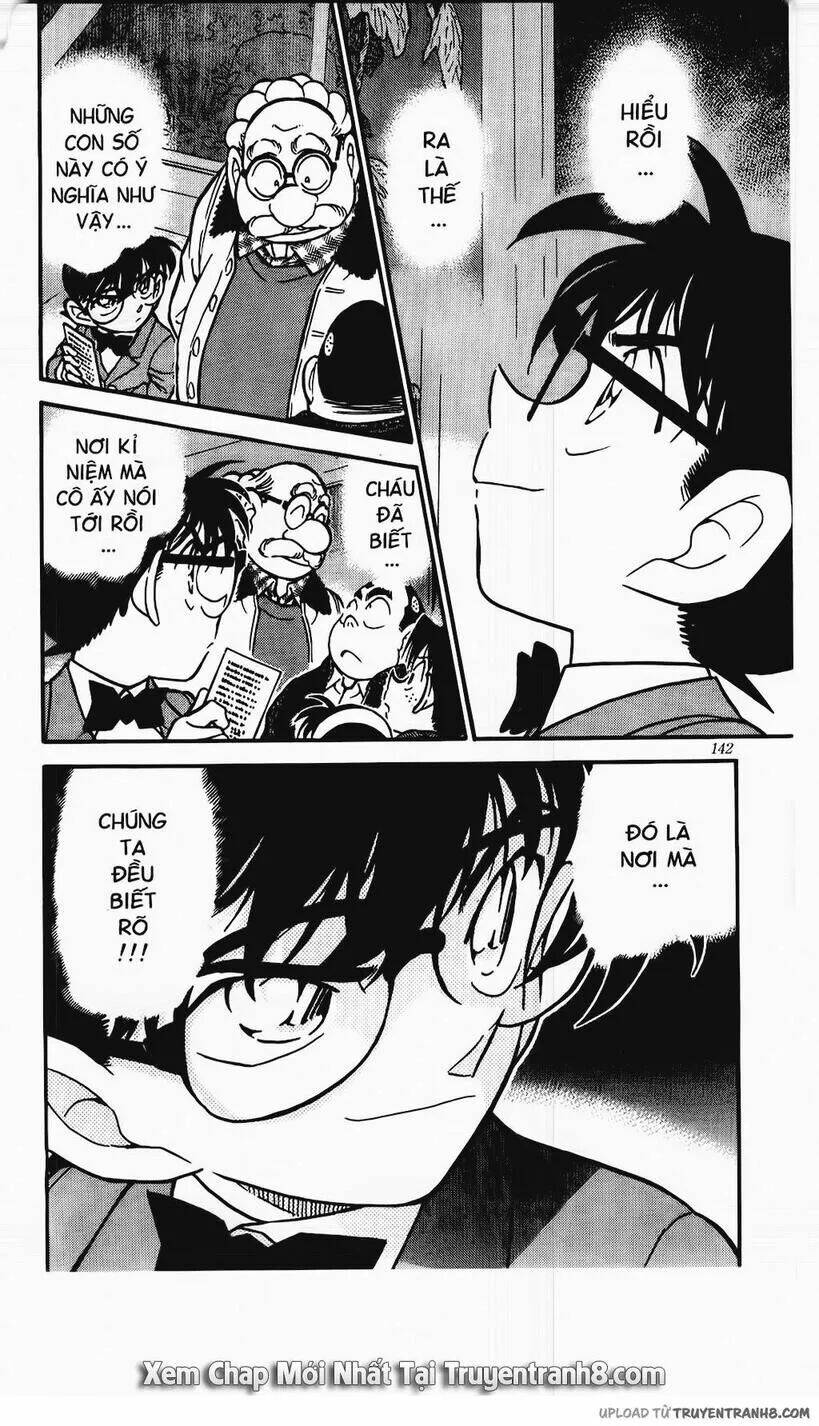 HIỂU
RỒI
...
RA
LÀ
THẾ
...
NHỮNG
CON SỐ
NÀY CÓ Ý
NGHĨA NHƯ
VẬY...
CHÁU
ĐÃ
BIẾT
...
NƠI KỈ
NIỆM MÀ
CÔ ẤY NÓI
TỚI RỒI
...
142
ĐÓ LÀ
NƠI MÀ
...
CHÚNG
TA
ĐỀU
BIẾT
RÕ
!!!
Xem Chap Mới Nhất Tại Truyentranh8.com
UPLOAD TỪ TRUYENTRANH8.COM